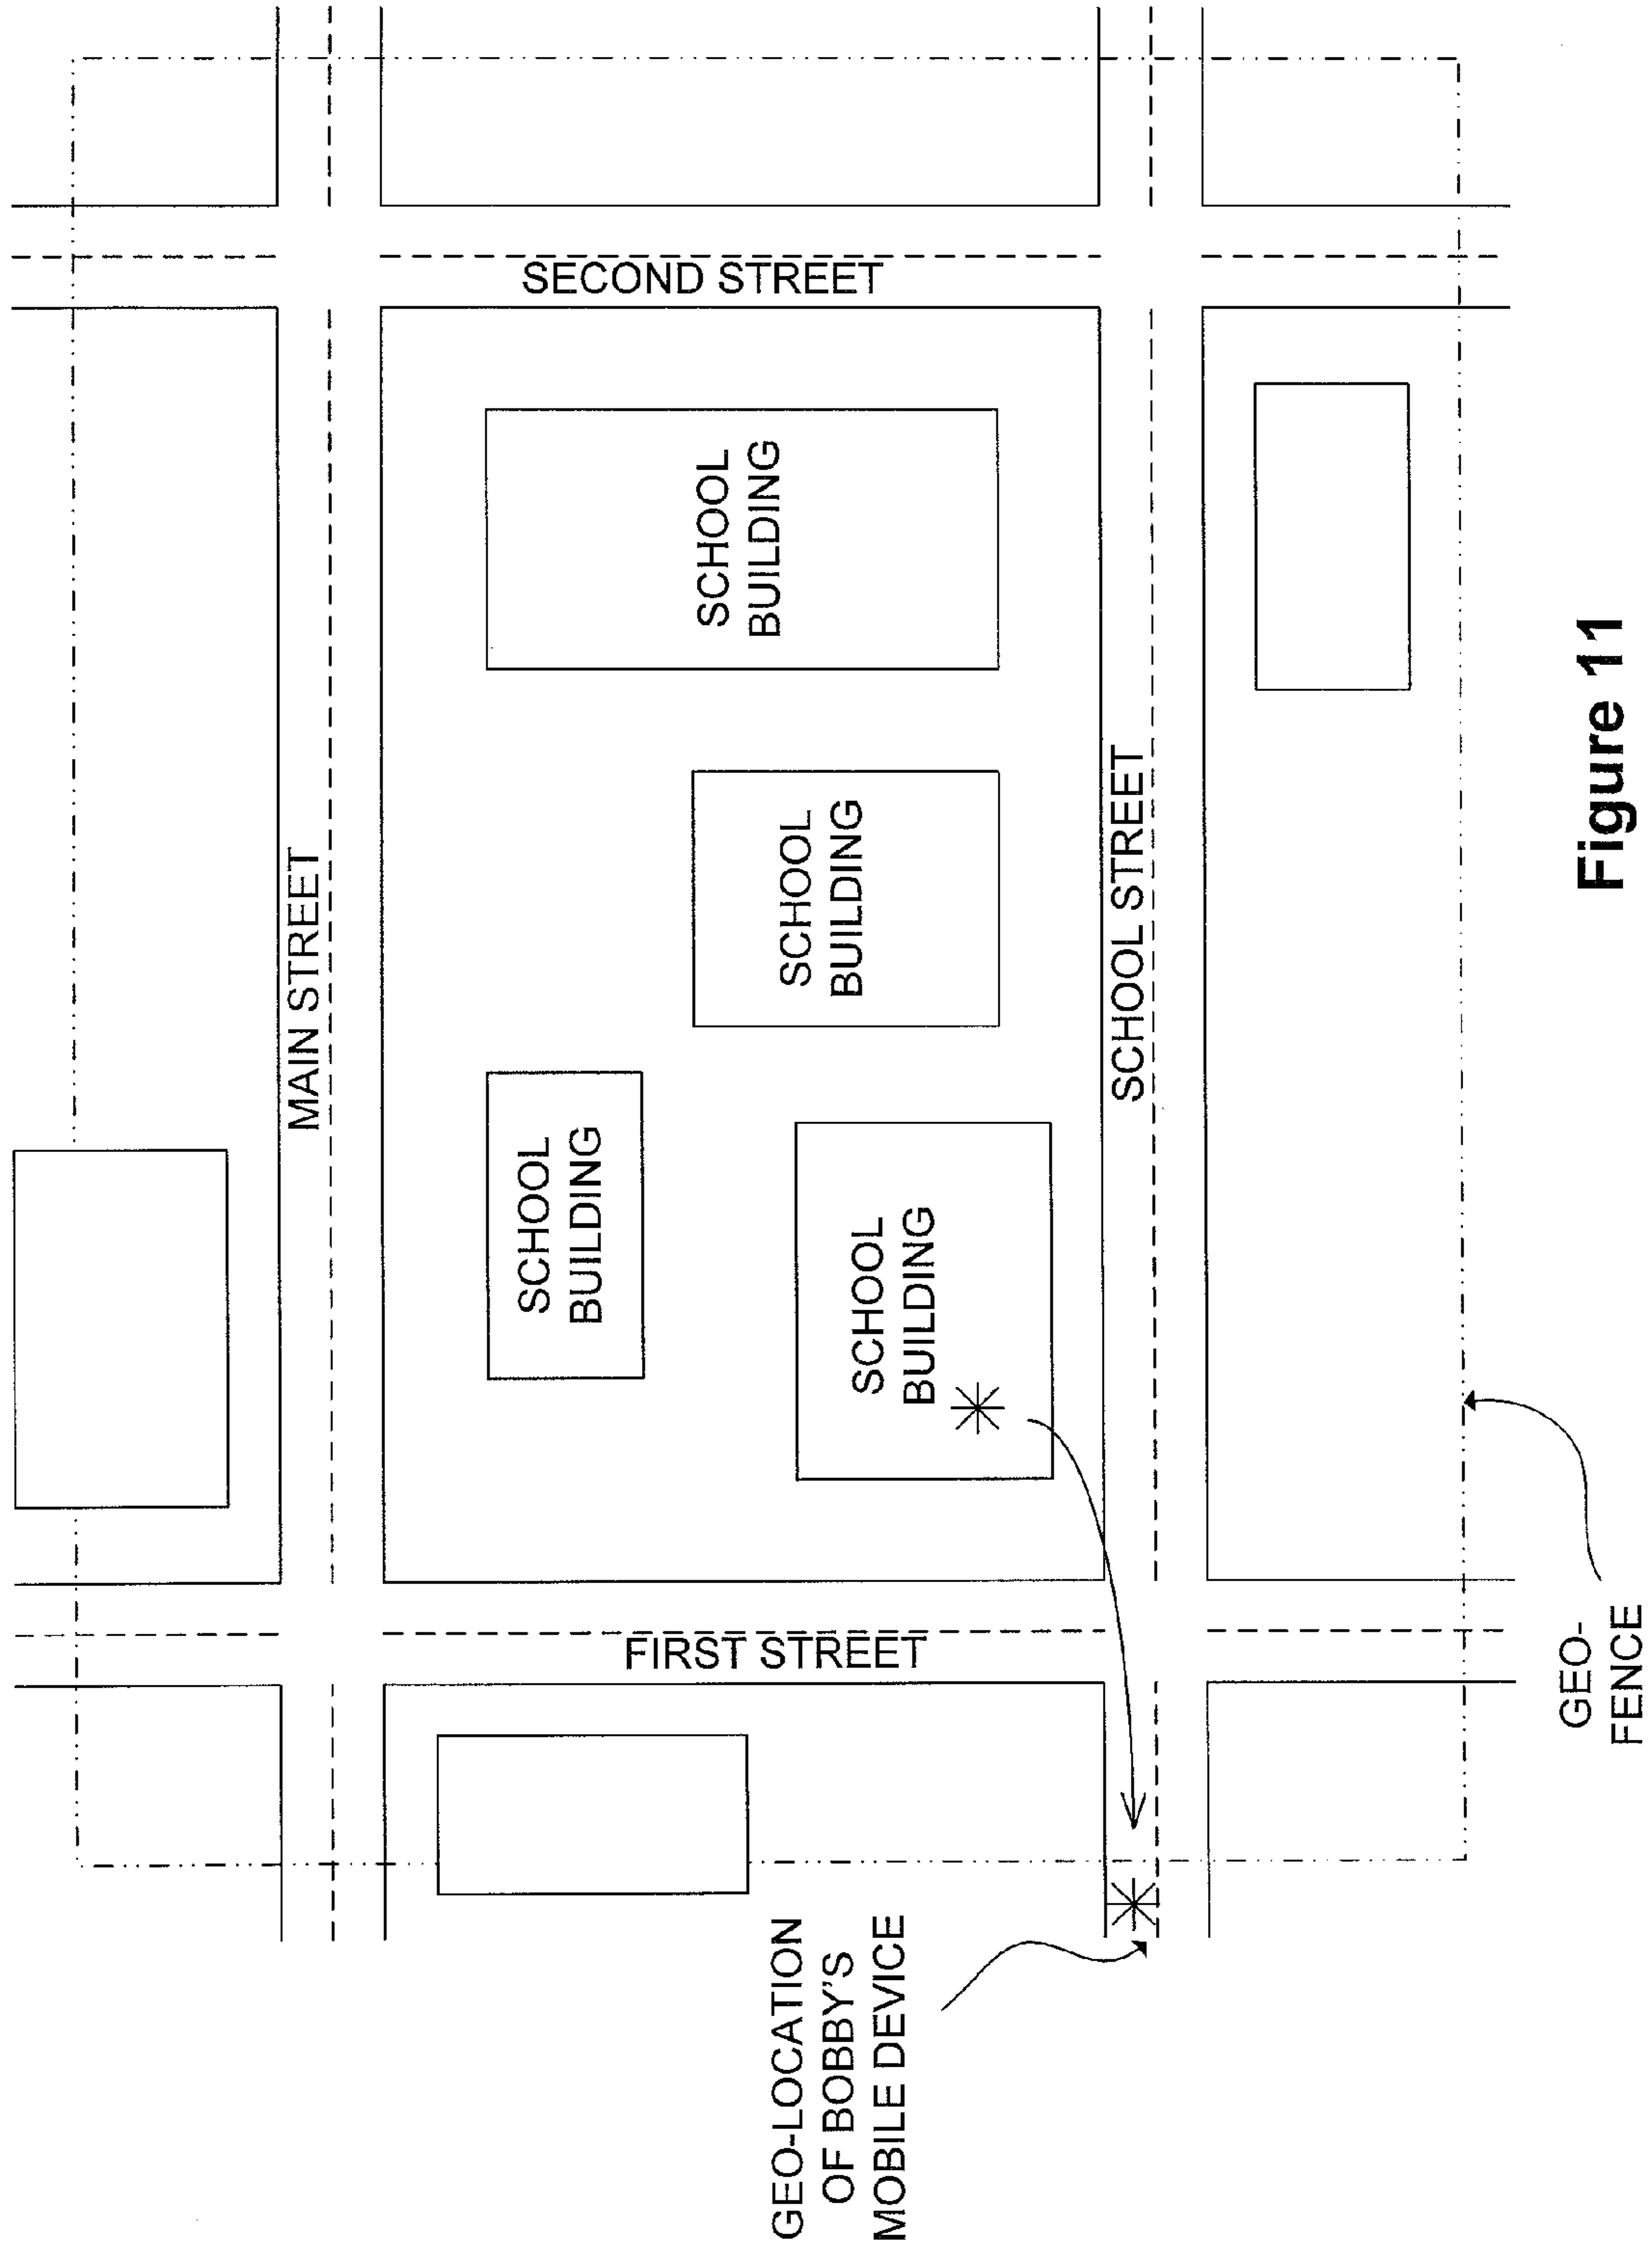 MAIN STREET
SECOND STREET
SCHOOL
BUILDING
SCHOOL
BUILDING
SCHOOL
BUILDING
SCHOOL
BUILDING
FIRST STREET
SCHOOL STREET
GEO-LOCATION
OF BOBBY'S
MOBILE DEVICE
GEO-
FENCE
Figure 11